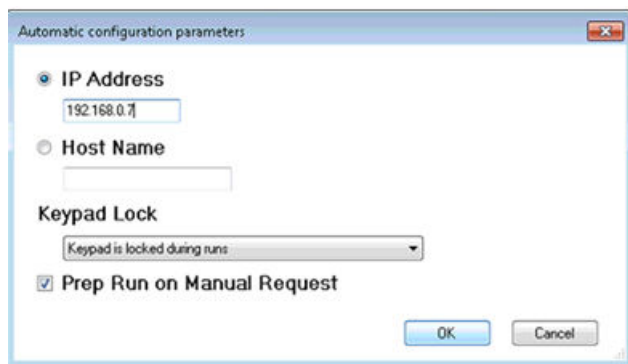 Automatic configuration parameters
IP Address
192.168.0.7
Host Name
Keypad Lock
Keypad is locked during runs
Prep Run on Manual Request
OK
Cancel